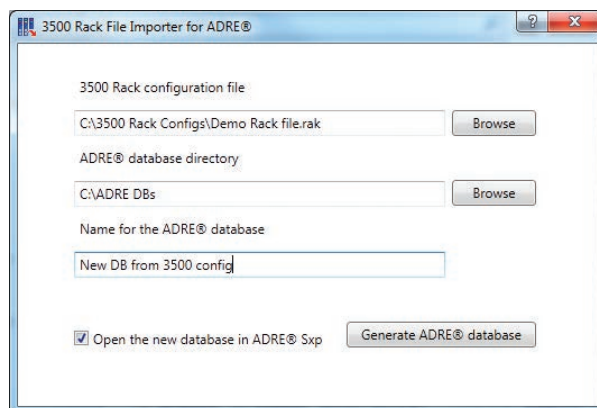 3500 Rack File Importer for ADRE®
3500 Rack configuration file
C:\3500 Rack Configs\Demo Rack file.rak
Browse
ADRE® database directory
C:\ADRE DBs
Browse
Name for the ADRE® database
New DB from 3500 config
Open the new database in ADRE® Sxp
Generate ADRE® database